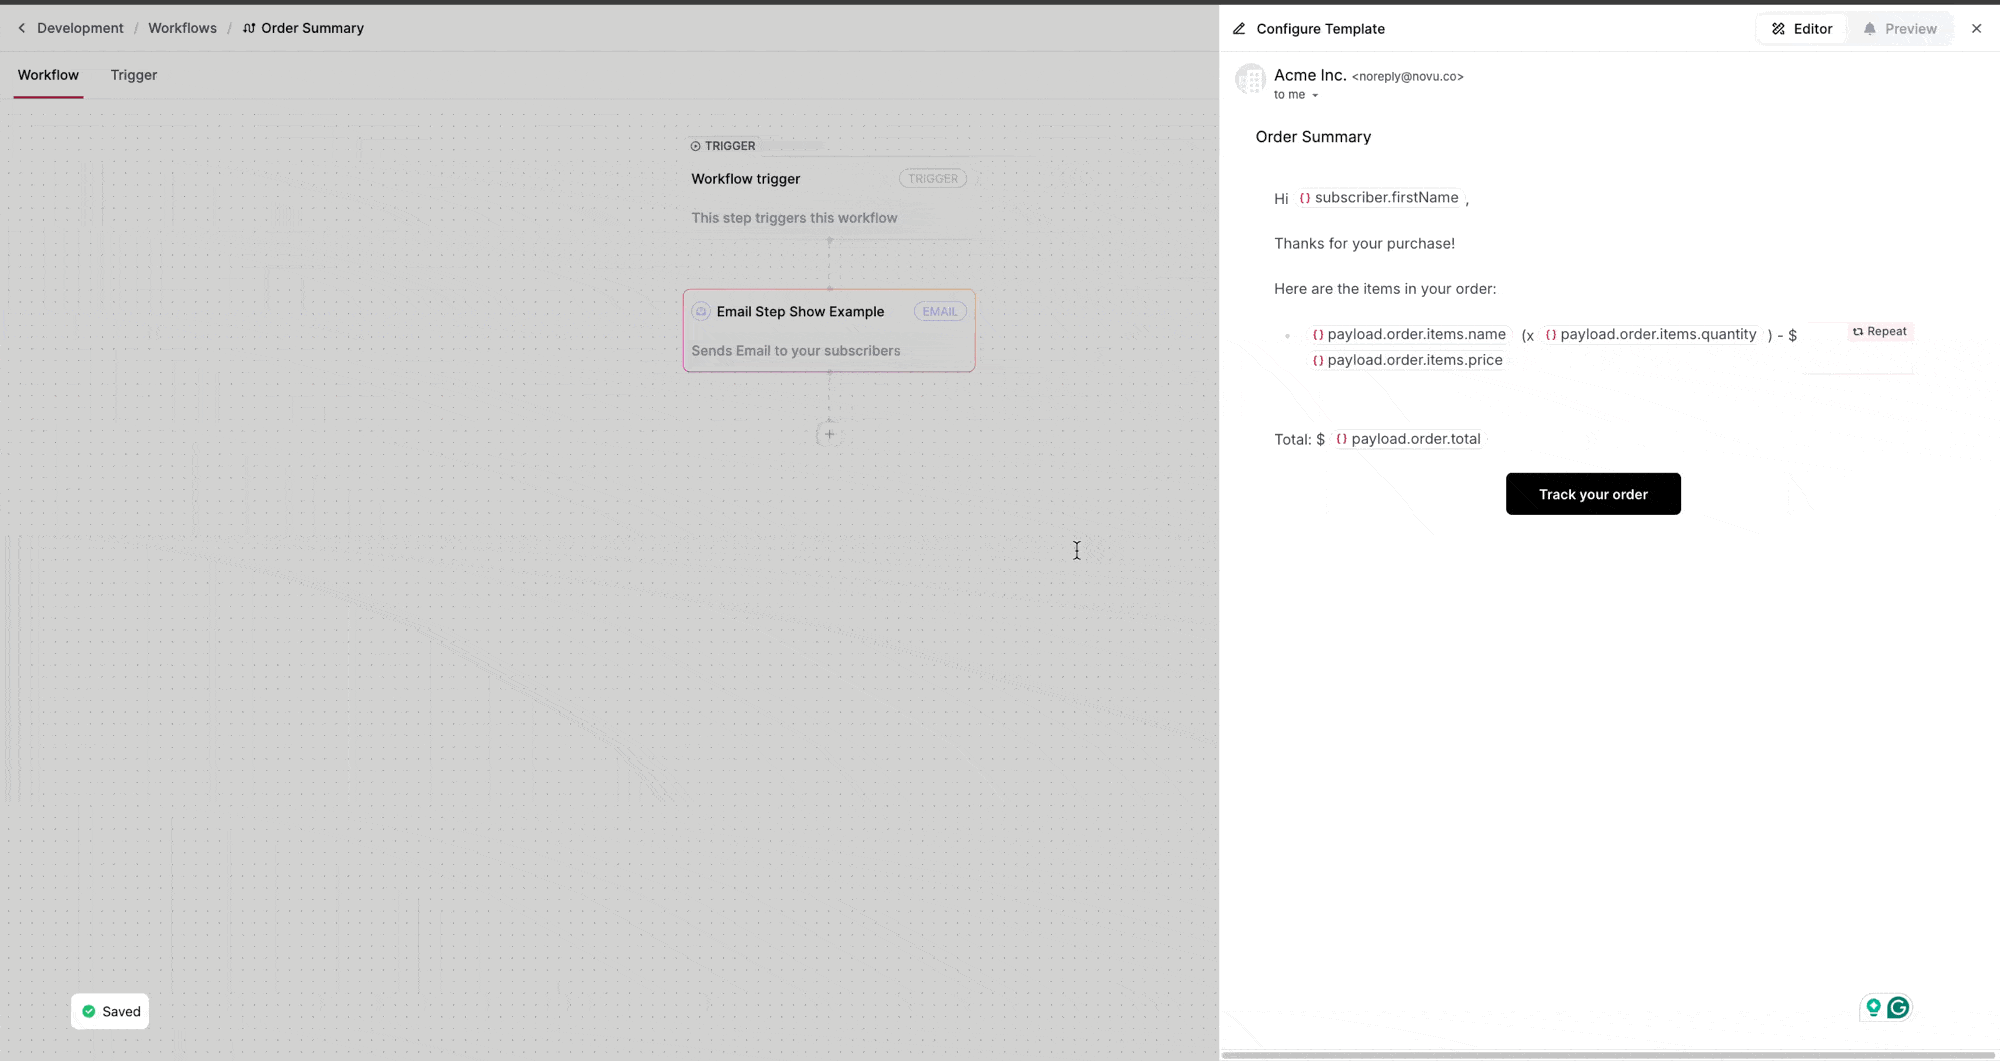 Development / Workflows / Order Summary
Workflow Trigger
TRIGGER
Workflow trigger TRIGGER
This step triggers this workflow
Email Step Show Example EMAIL
Sends Email to your subscribers
Saved
Configure Template Editor Preview
Acme Inc. <noreply@novu.co>
to me
Order Summary
Hi {} subscriber.firstName ,
Thanks for your purchase!
Here are the items in your order:
• {} payload.order.items.name (x {} payload.order.items.quantity ) - $ Repeat
{} payload.order.items.price
Total: $ {} payload.order.total
Track your order